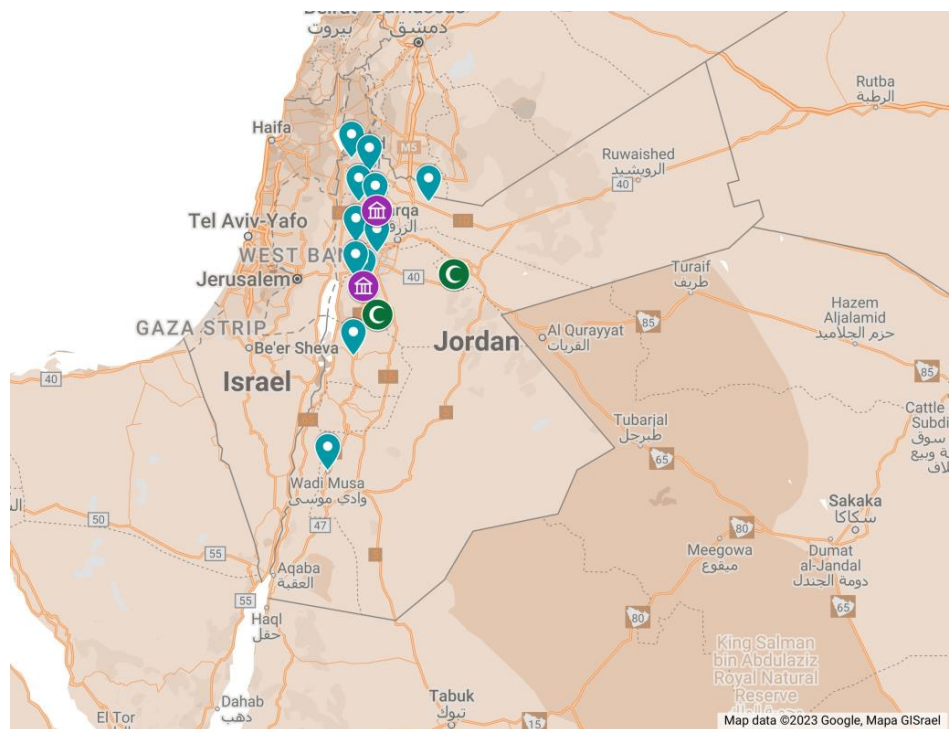 بيروت
دمشق
Rutba
الرطبة
Haifa
M5
Ruwaished
الرويشيد
40
Tel Aviv-Yafo
WEST BAN
Jerusalem
40
Turaif
طريف
Hazem
Aljalamid
حزم الجلاميد
GAZA STRIP
Be'er Sheva
Jordan
Al Qurayyat
القريات
85
85
40
Israel
Cattle
Subdi
سوق
Tubarjal
طبرجل
65
Wadi Musa
وادي موسى
47
50
55
Sakaka
سكاكا
80
Meegowa
ميقوع
Dumat
al-Jandal
دومة الجندل
Aqaba
العقبة
55
Haql
حقل
65
80
King Salman
bin Abdulaziz
Royal Natural
Reserve
Dahab
دهب
El Tor
Tabuk
تبوك
15
Map data ©2023 Google, Mapa GISrael